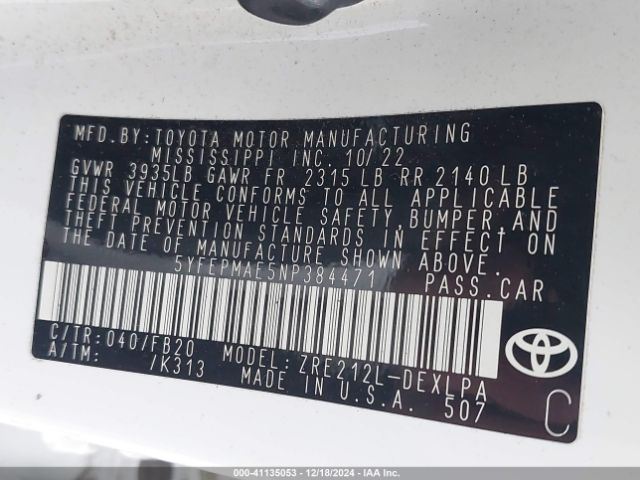 MFD.BY:TOYOTA MOTOR MANUFACTURING
MISSISSIPPI INC. 10/22
GVWR 3935LB GAWR FR 2315 LB RR 2140 LB
THIS VEHICLE CONFORMS TO ALL APPLICABLE
FEDERAL MOTOR VEHICLE SAFETY,BUMPER,AND
THEFT PREVENTION STANDARDS IN EFFECT ON
THE DATE OF MANUFACTURE SHOWN ABOVE.
5YFEPMAE5NP384471 PASS.CAR
C/TR:040/FB20 MODEL:ZRE212L-DEXLPA
A/TM: /K313 MADE IN U.S.A. 507
C
000-41135053 — 12/18/2024 — IAA Inc.